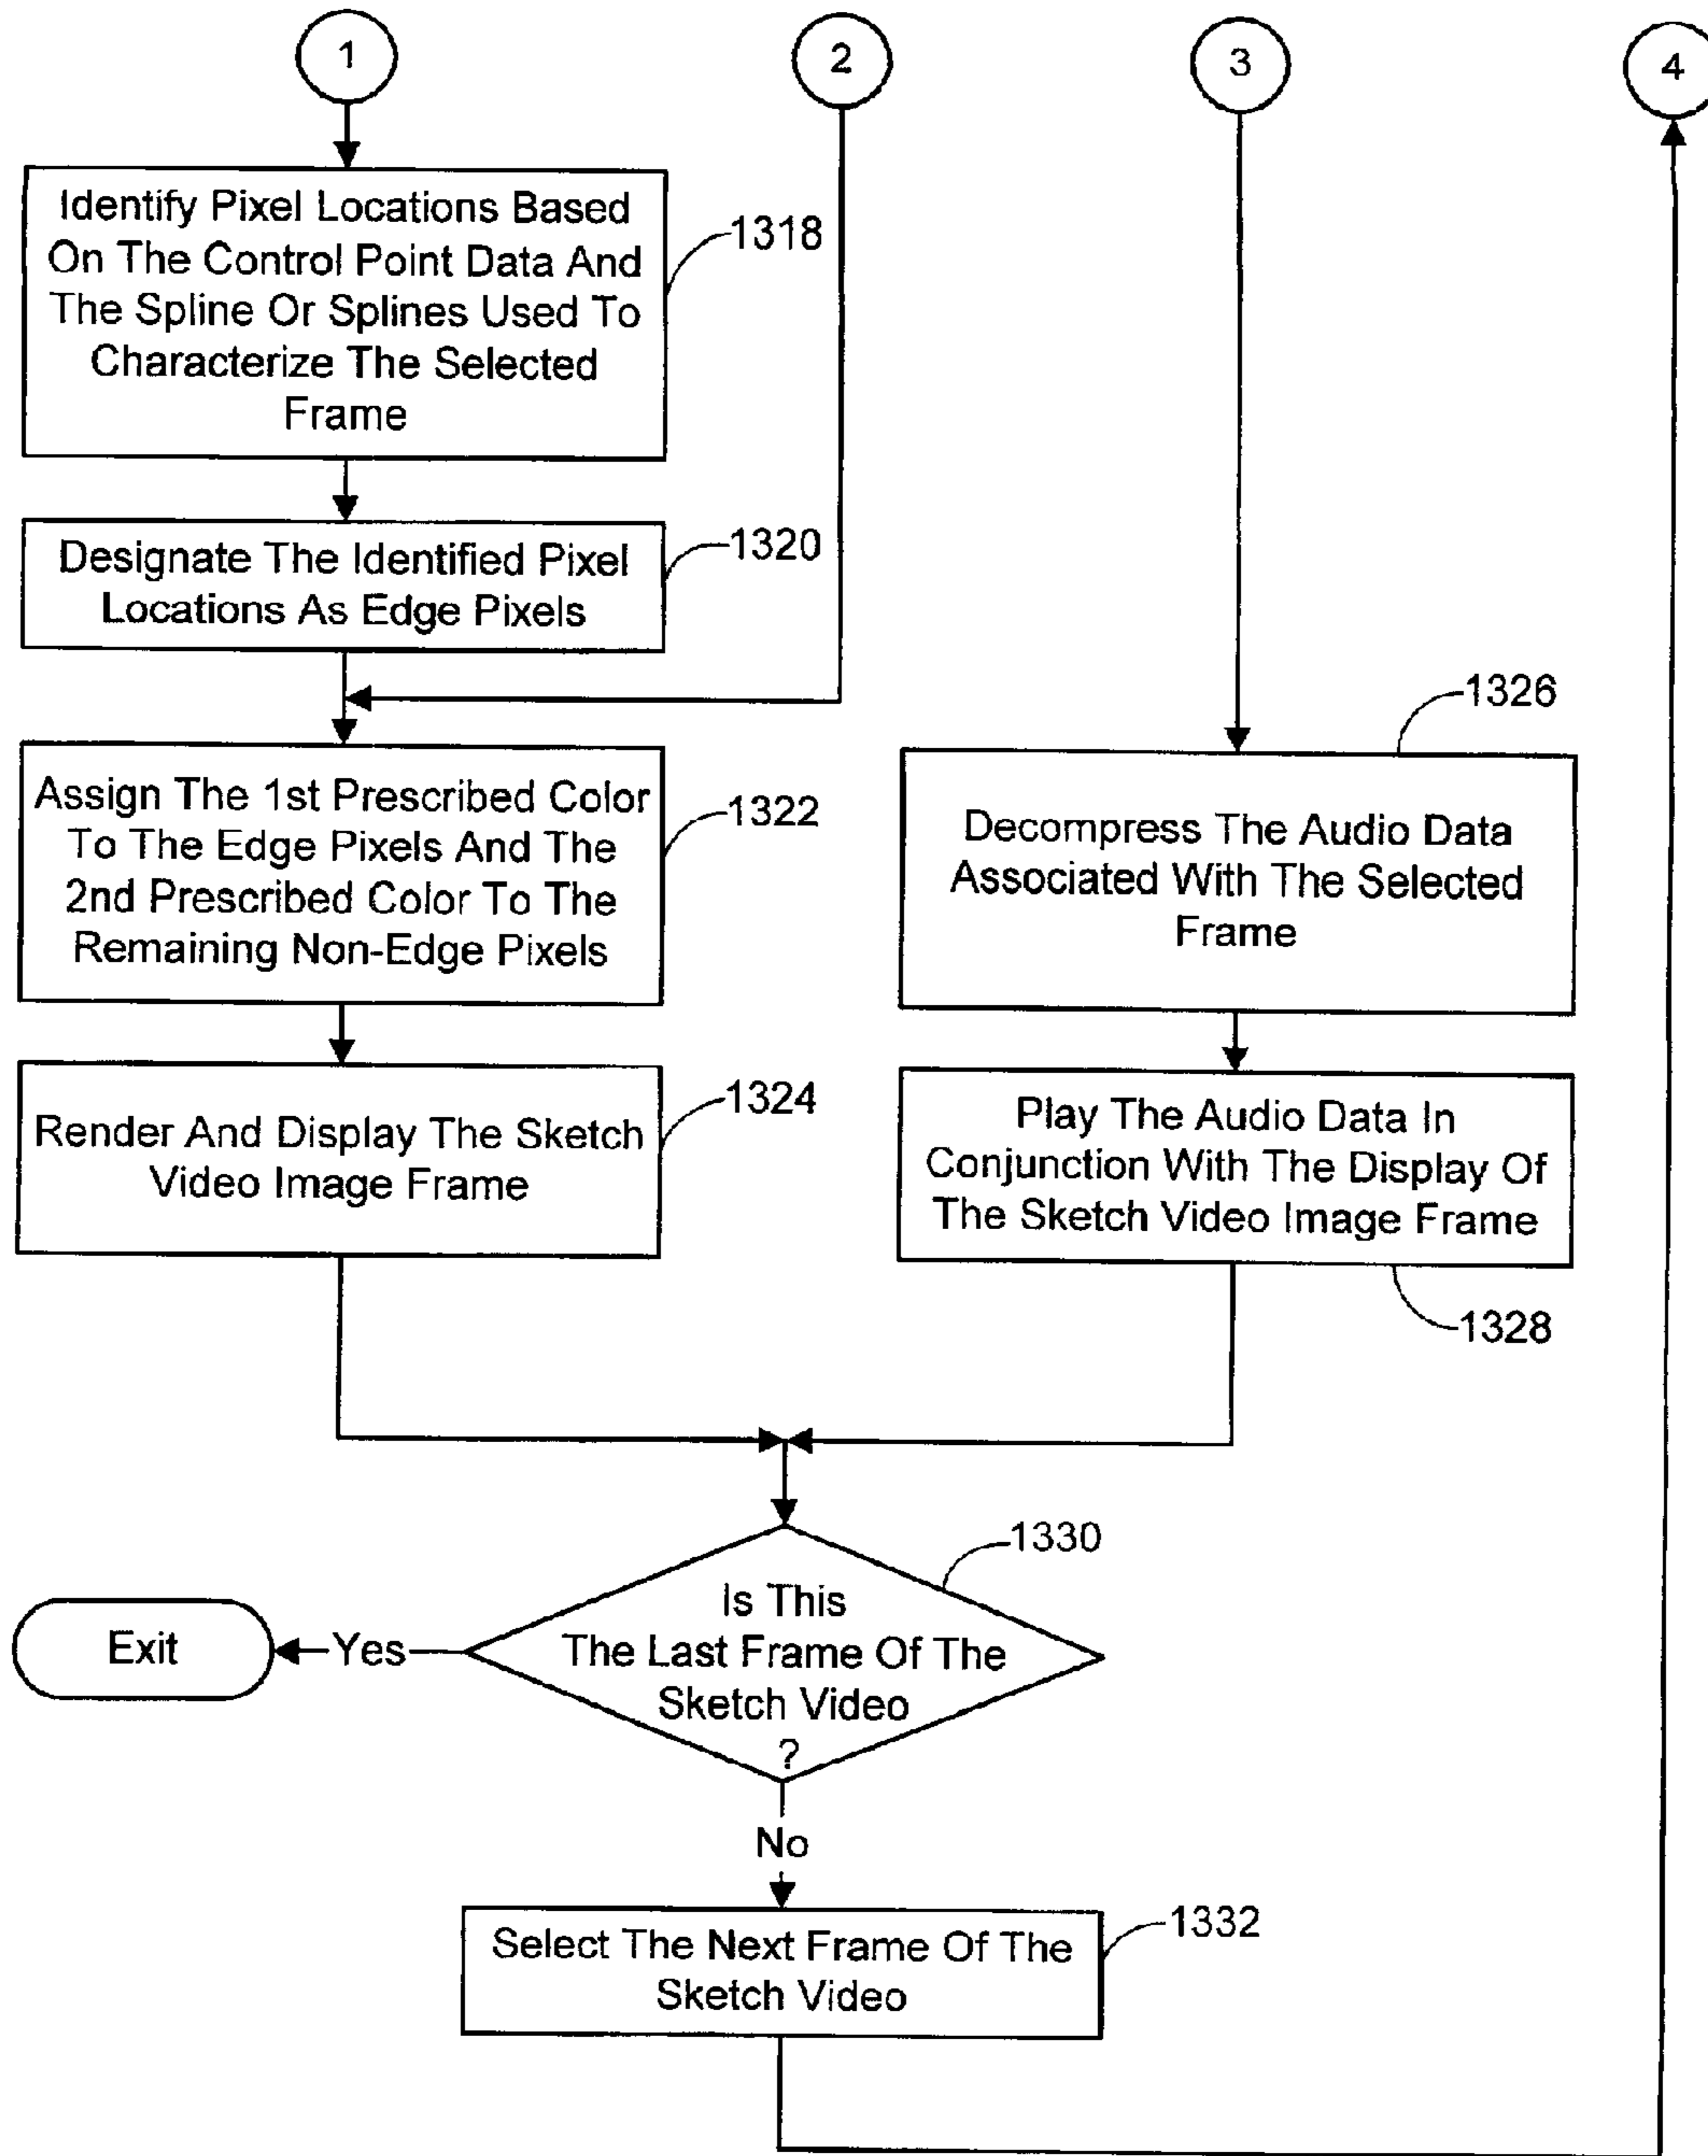 1
2
3
4
Identify Pixel Locations Based
On The Control Point Data And
The Spline Or Splines Used To
Characterize The Selected
Frame
1318
Designate The Identified Pixel
Locations As Edge Pixels
1320
Assign The 1st Prescribed Color
To The Edge Pixels And The
2nd Prescribed Color To The
Remaining Non-Edge Pixels
1322
1326
Decompress The Audio Data
Associated With The Selected
Frame
Render And Display The Sketch
Video Image Frame
1324
Play The Audio Data In
Conjunction With The Display Of
The Sketch Video Image Frame
1328
1330
Is This
The Last Frame Of The
Sketch Video
?
Yes
Exit
No
Select The Next Frame Of The
Sketch Video
1332